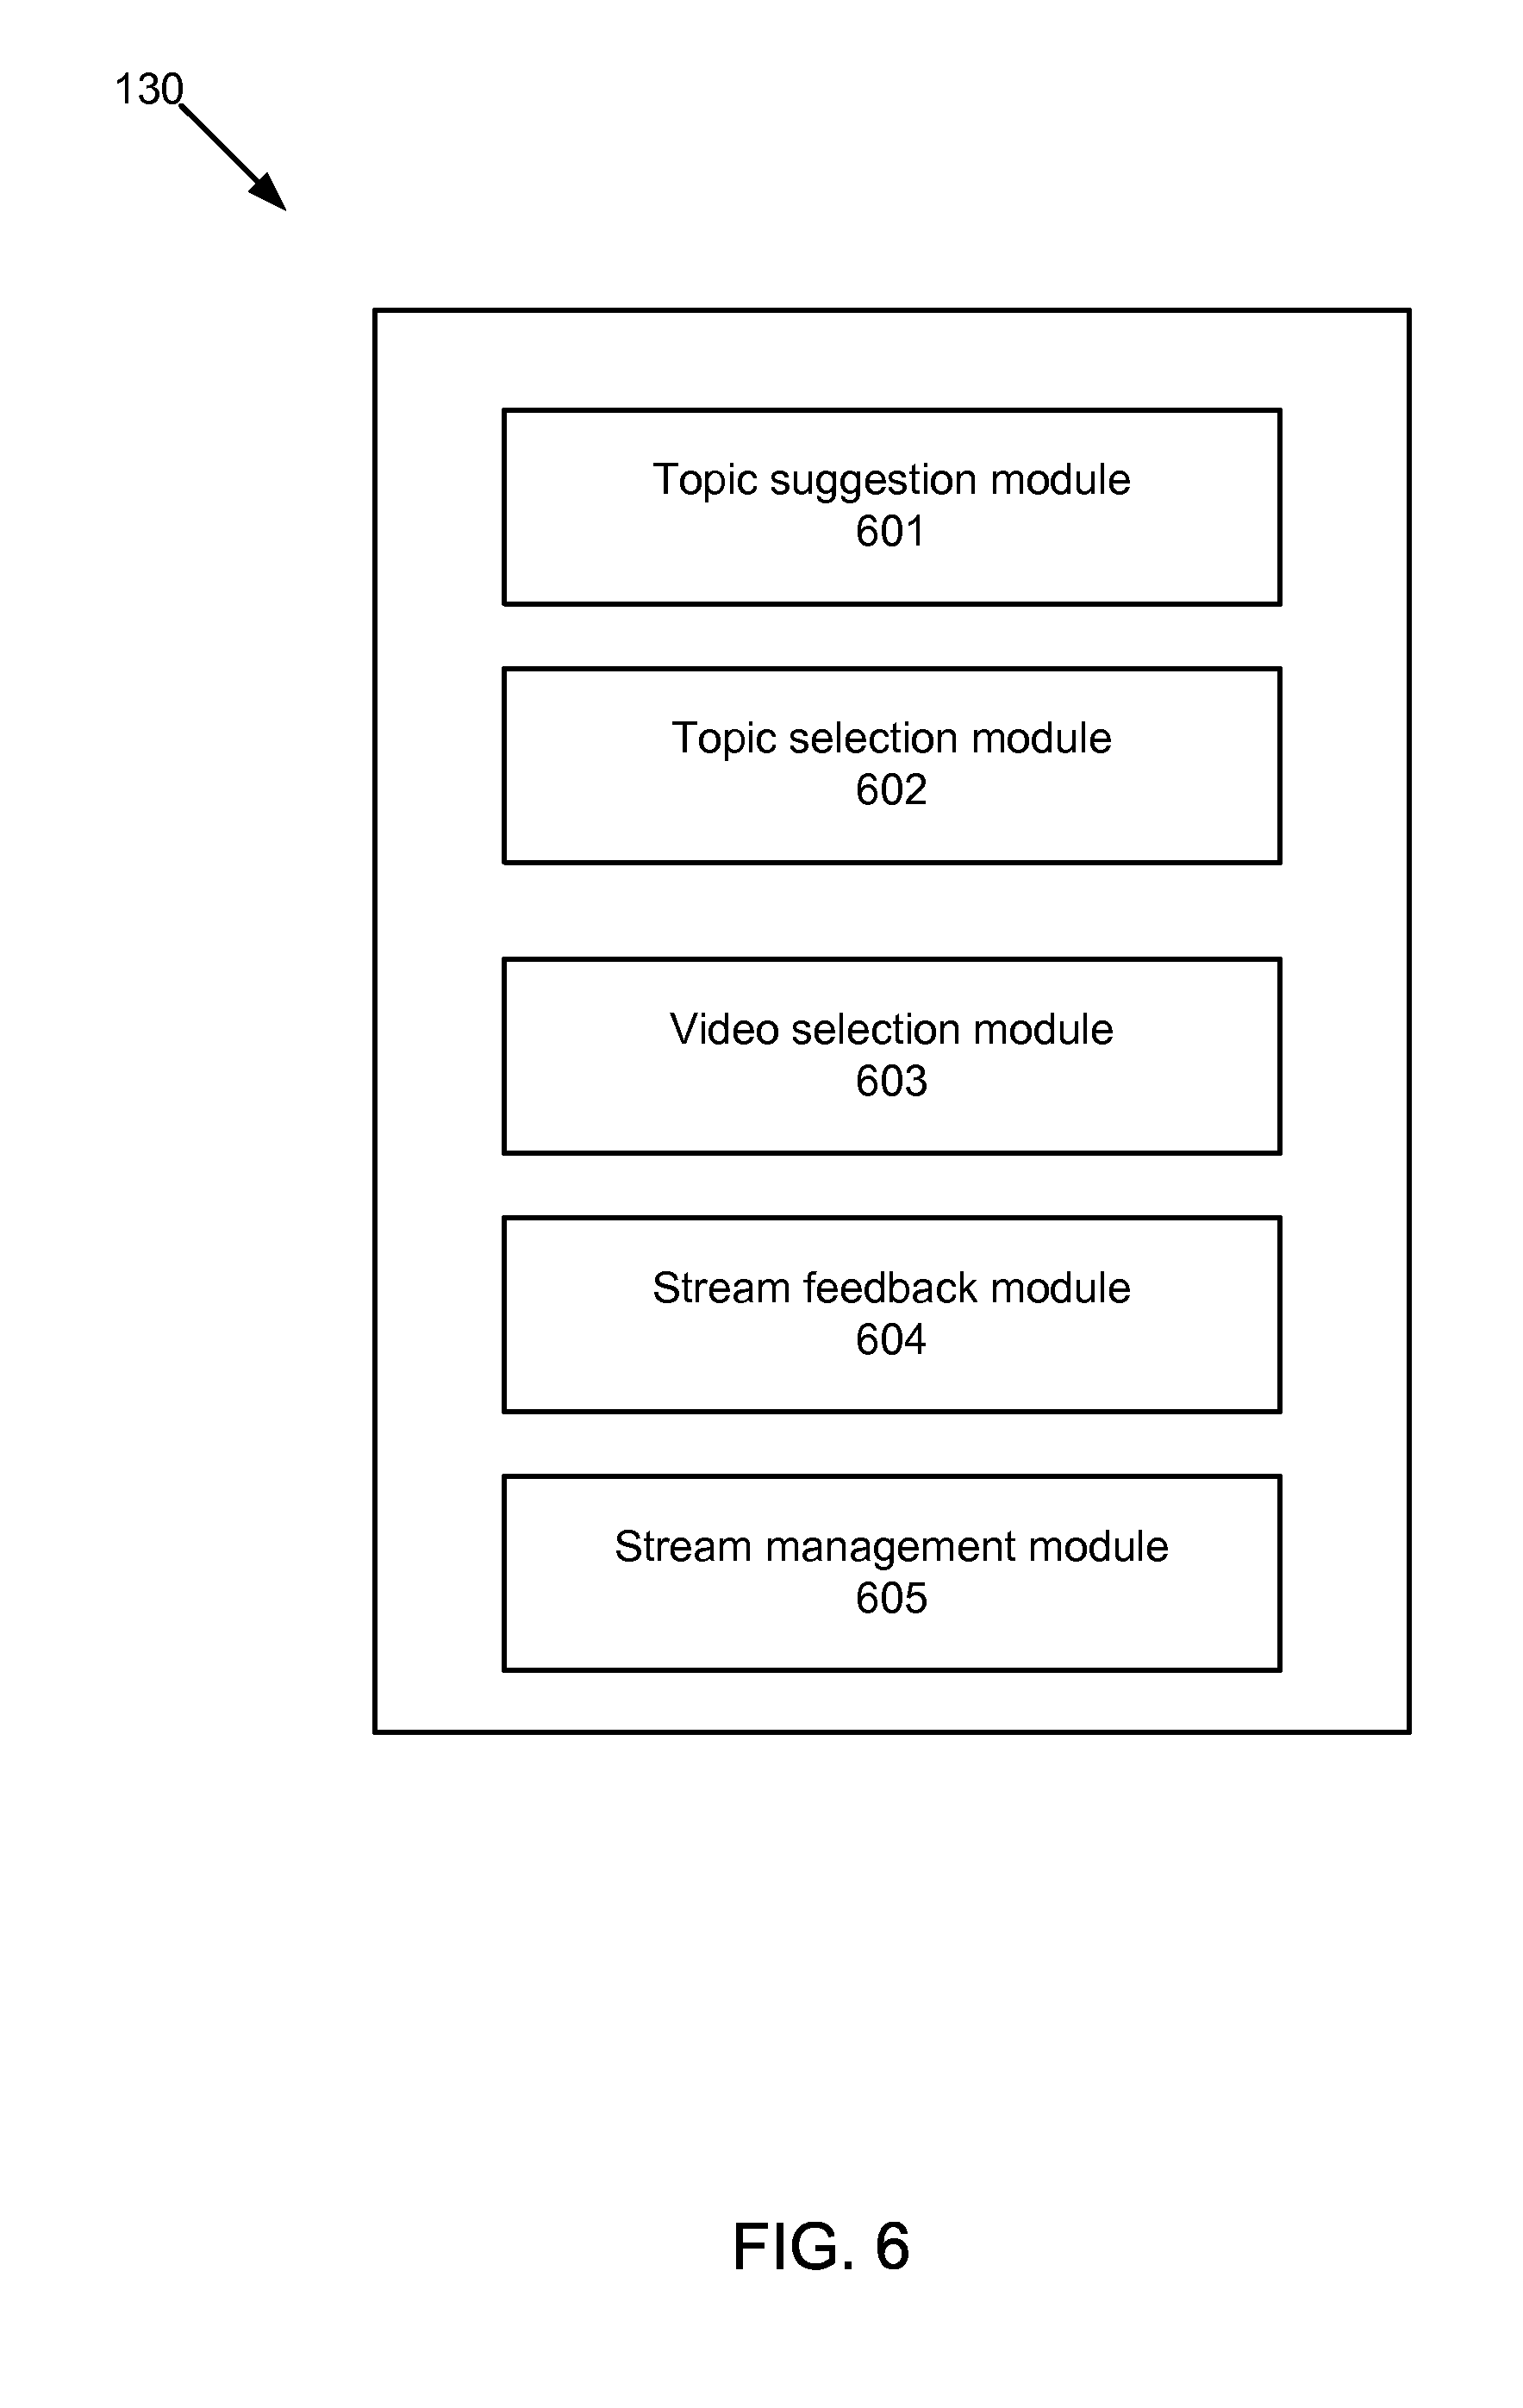 130
Topic suggestion module
601
Topic selection module
602
Video selection module
603
Stream feedback module
604
Stream management module
605
FIG. 6